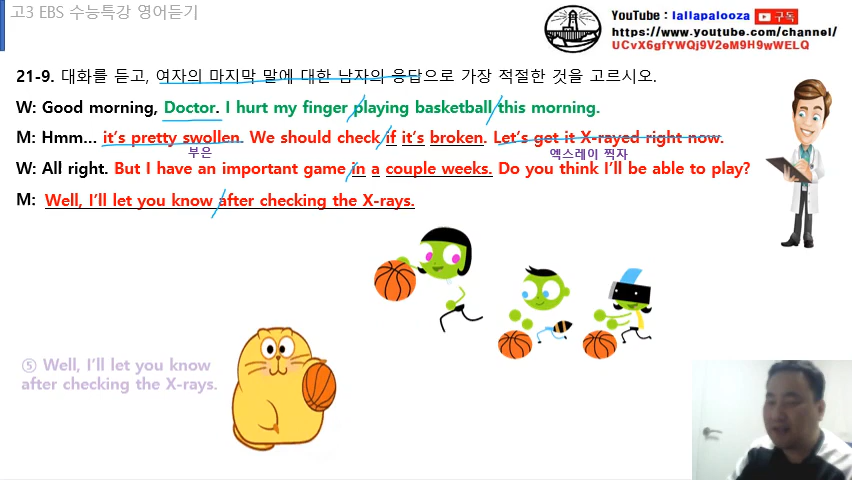 고3 EBS 수능특강 영어듣기
YouTube : lallapalooza 구독
https://www.youtube.com/channel/
UCvX6gfYWQj9V2eM9H9wWELQ
21-9. 대화를 듣고, 여자의 마지막 말에 대한 남자의 응답으로 가장 적절한 것을 고르시오.
W: Good morning, Doctor. I hurt my finger playing basketball this morning.
M: Hmm... it's pretty swollen. We should check if it's broken. Let's get it X-rayed right now.
부은
엑스레이 찍자
W: All right. But I have an important game in a couple weeks. Do you think I'll be able to play?
M: Well, I'll let you know after checking the X-rays.
⑤ Well, I'll let you know
after checking the X-rays.